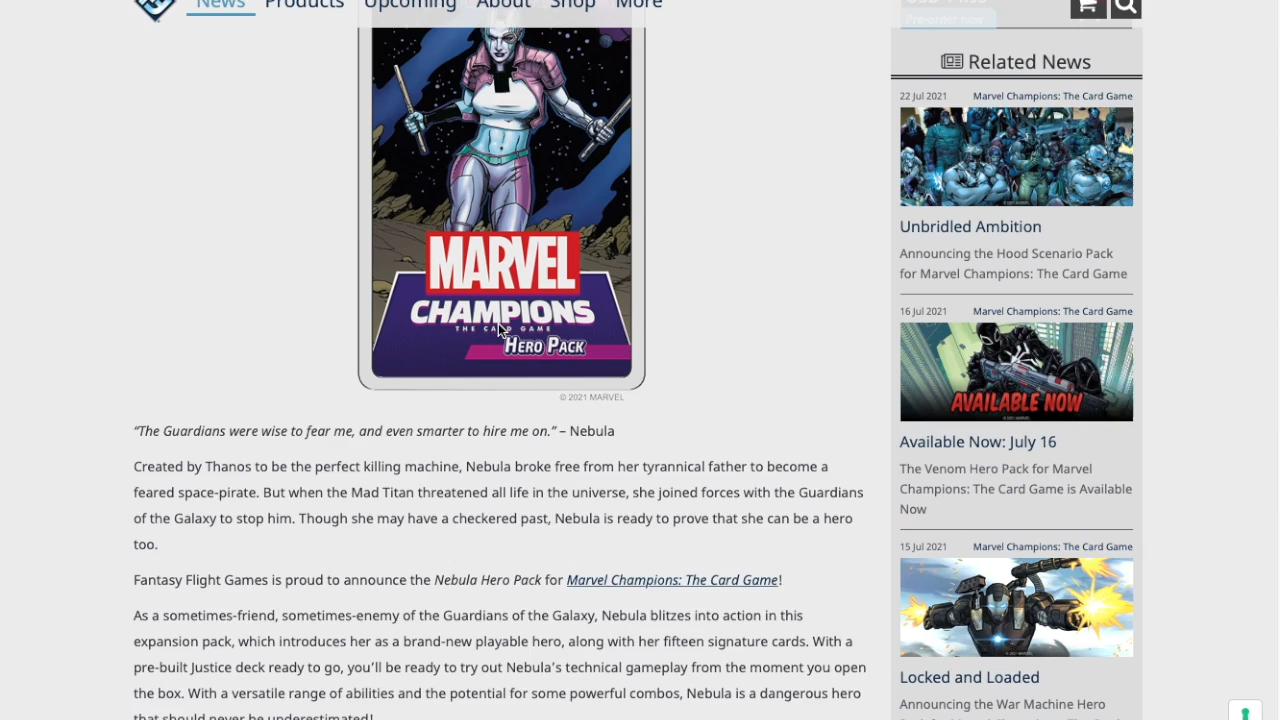 News Products Upcoming About Shop More
Pre-order now
MARVEL
CHAMPIONS
THE CARD GAME
HERO PACK
© 2021 MARVEL
“The Guardians were wise to fear me, and even smarter to hire me on.” – Nebula
Created by Thanos to be the perfect killing machine, Nebula broke free from her tyrannical father to become a
feared space-pirate. But when the Mad Titan threatened all life in the universe, she joined forces with the Guardians
of the Galaxy to stop him. Though she may have a checkered past, Nebula is ready to prove that she can be a hero
too.
Fantasy Flight Games is proud to announce the Nebula Hero Pack for Marvel Champions: The Card Game!
As a sometimes-friend, sometimes-enemy of the Guardians of the Galaxy, Nebula blitzes into action in this
expansion pack, which introduces her as a brand-new playable hero, along with her fifteen signature cards. With a
pre-built Justice deck ready to go, you’ll be ready to try out Nebula’s technical gameplay from the moment you open
the box. With a versatile range of abilities and the potential for some powerful combos, Nebula is a dangerous hero
that should never be underestimated!
Related News
22 Jul 2021 Marvel Champions: The Card Game
Unbridled Ambition
Announcing the Hood Scenario Pack
for Marvel Champions: The Card Game
16 Jul 2021 Marvel Champions: The Card Game
AVAILABLE NOW
Available Now: July 16
The Venom Hero Pack for Marvel
Champions: The Card Game is Available
Now
15 Jul 2021 Marvel Champions: The Card Game
Locked and Loaded
Announcing the War Machine Hero